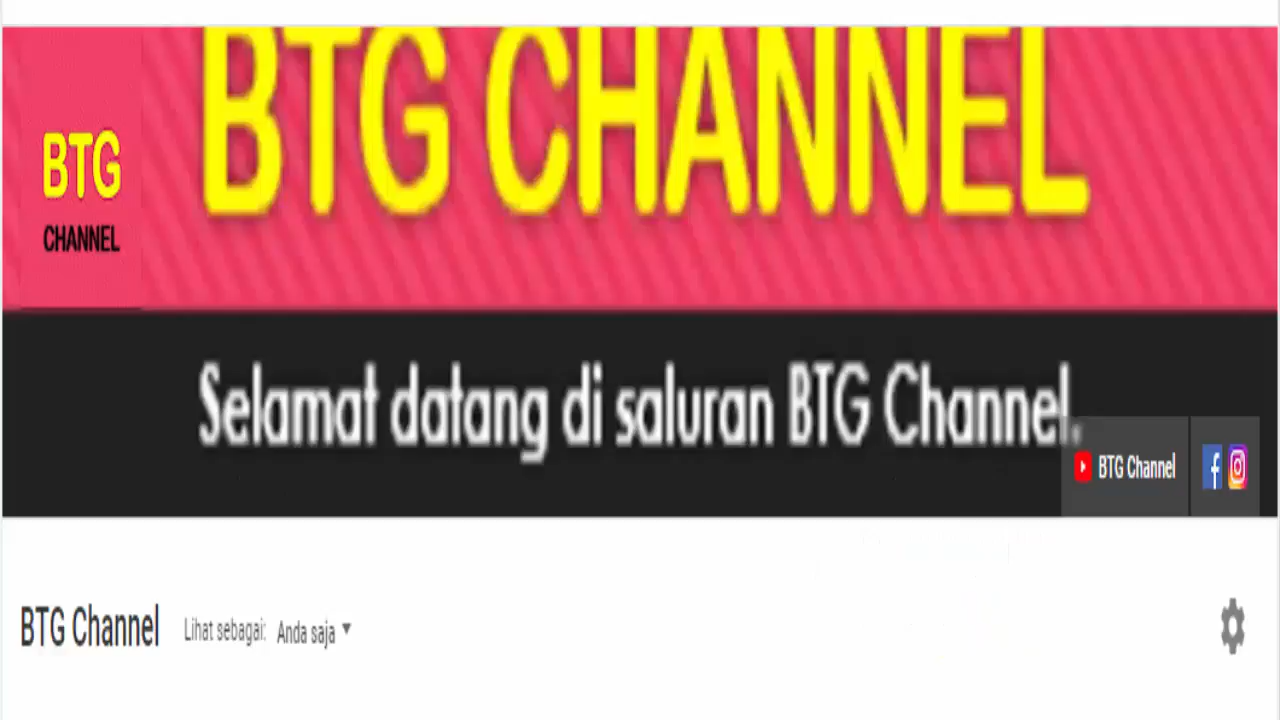 BTG CHANNEL
BTG
CHANNEL
Selamat datang di saluran BTG Channel.
BTG Channel
BTG Channel Lihat sebagai: Anda saja